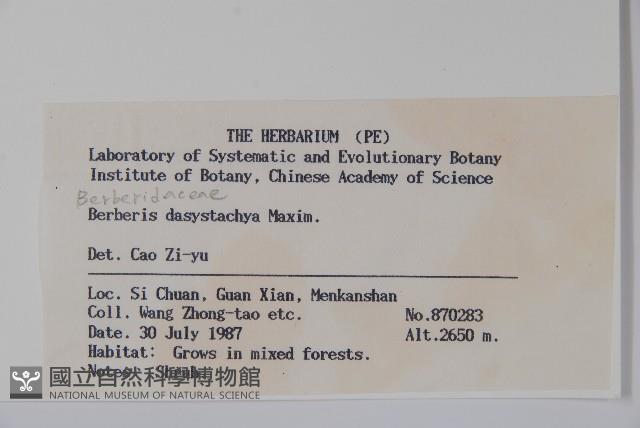 THE HERBARIUM (PE)
Laboratory of Systematic and Evolutionary Botany
Institute of Botany, Chinese Academy of Science
Berberidaceae
Berberis dasystachya Maxim.
Det. Cao Zi-yu
Loc. Si Chuan, Guan Xian, Menkanshan
Coll. Wang Zhong-tao etc. No.870283
Date. 30 July 1987 Alt.2650 m.
Habitat: Grows in mixed forests.
Notes. Shrub
國立自然科學博物館
NATIONAL MUSEUM OF NATURAL SCIENCE